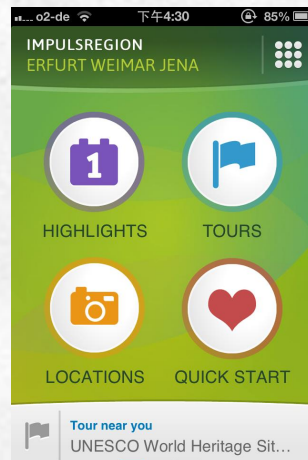 o2-de 下午4:30 85%
IMPULSREGION
ERFURT WEIMAR JENA
1
HIGHLIGHTS TOURS
LOCATIONS QUICK START
Tour near you
UNESCO World Heritage Sit...